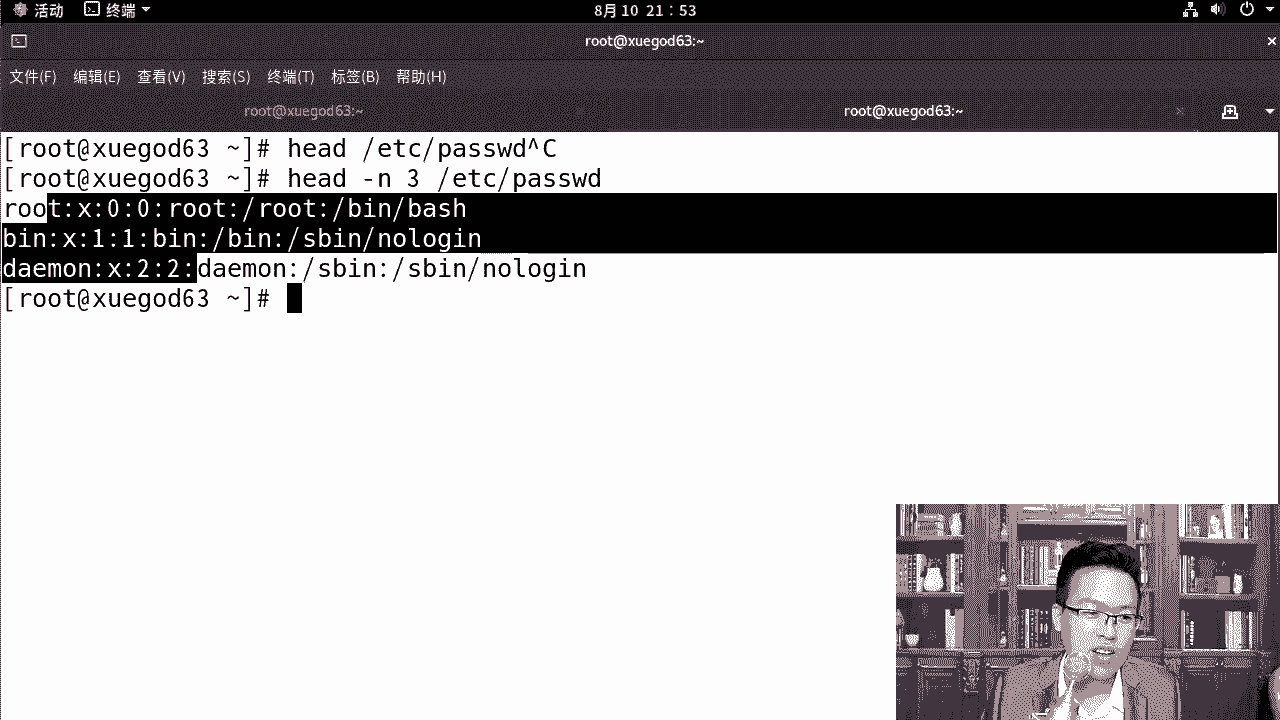 活动 终端 8月 10 21：53
root@xuegod63:~
文件(F) 编辑(E) 查看(V) 搜索(S) 终端(T) 标签(B) 帮助(H)
root@xuegod63:~ root@xuegod63:~
[root@xuegod63 ~]# head /etc/passwd^C
[root@xuegod63 ~]# head -n 3 /etc/passwd
root:x:0:0:root:/root:/bin/bash
bin:x:1:1:bin:/bin:/sbin/nologin
daemon:x:2:2:daemon:/sbin:/sbin/nologin
[root@xuegod63 ~]#